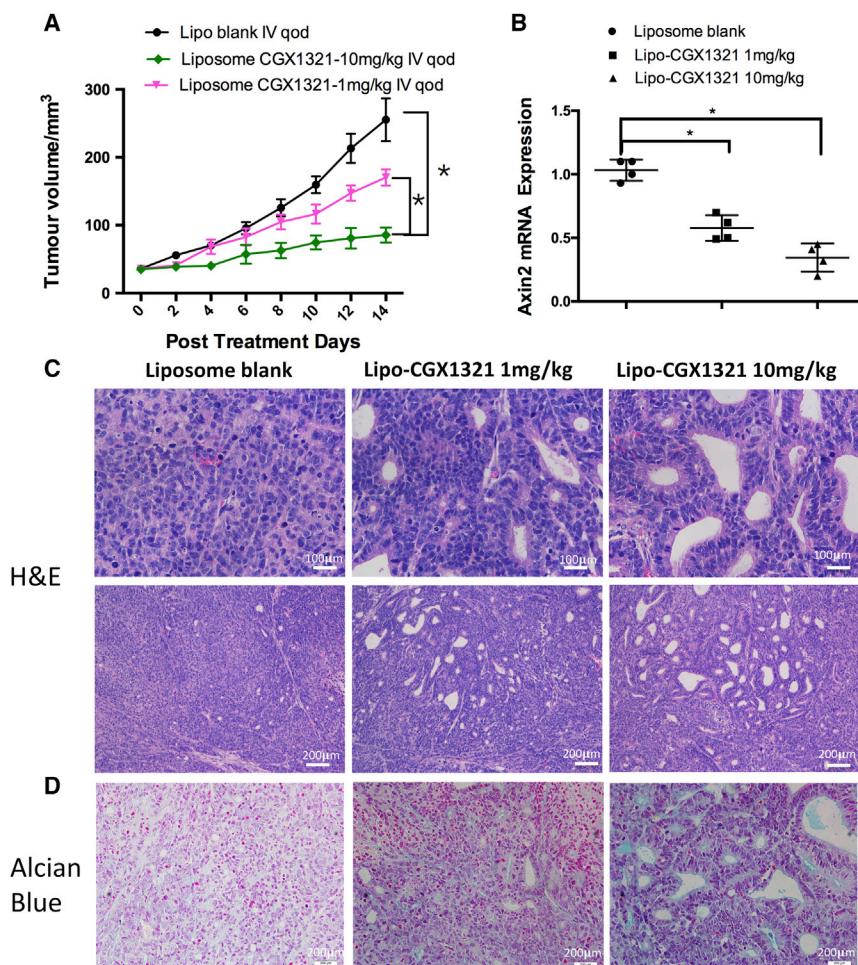 A
Lipo blank IV qod
Liposome CGX1321-10mg/kg IV qod
Liposome CGX1321-1mg/kg IV qod
300
200
100
0
Tumour volume/mm³
*
*
0 2 4 6 8 10 12 14
Post Treatment Days
B
Liposome blank
Lipo-CGX1321 1mg/kg
Lipo-CGX1321 10mg/kg
1.5
1.0
0.5
0.0
Axin2 mRNA Expression
*
*
C
Liposome blank Lipo-CGX1321 1mg/kg Lipo-CGX1321 10mg/kg
H&E
100μm 100μm 100μm
200μm 200μm 200μm
D
Alcian
Blue
200μm 200μm 200μm